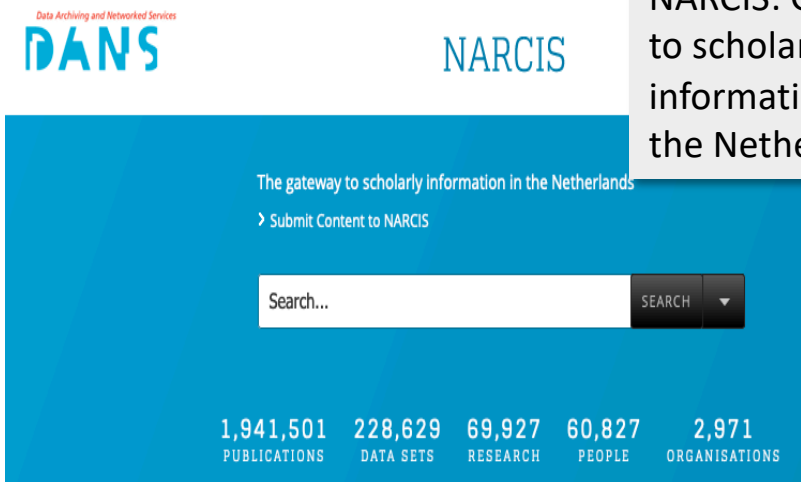 Data Archiving and Networked Services
DANS
NARCIS
NARCIS:
to scholar
informati
the Nethe
The gateway to scholarly information in the Netherlands
› Submit Content to NARCIS
Search...
SEARCH
1,941,501 228,629 69,927 60,827 2,971
PUBLICATIONS DATA SETS RESEARCH PEOPLE ORGANISATIONS